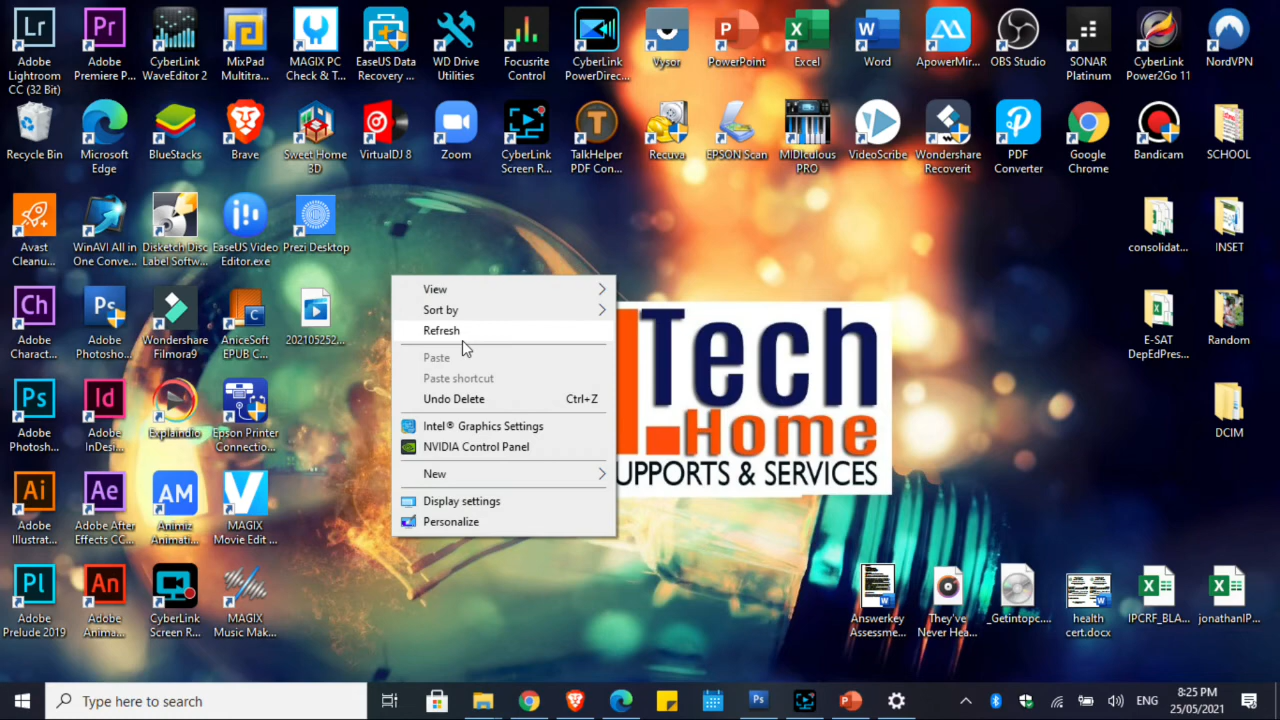 Adobe
Lightroom
CC (32 Bit)
Adobe
Premiere P...
CyberLink
WaveEditor 2
MixPad
Multitra...
MAGIX PC
Check & T...
EaseUS Data
Recovery ...
WD Drive
Utilities
Focusrite
Control
CyberLink
PowerDirec...
Vysor
PowerPoint
Excel
Word
ApowerMir...
OBS Studio
SONAR
Platinum
CyberLink
Power2Go 11
NordVPN
Recycle Bin
Microsoft
Edge
BlueStacks
Brave
Sweet Home
3D
VirtualDJ 8
Zoom
CyberLink
Screen R...
TalkHelper
PDF Con...
Recuva
EPSON Scan
MIDIculous
PRO
VideoScribe
Wondershare
Recoverit
PDF
Converter
Google
Chrome
Bandicam
SCHOOL
Avast
Cleanu...
WinAVI All in
One Conve...
Disketch Disc
Label Softw...
EaseUS Video
Editor.exe
Prezi Desktop
consolidat...
INSET
Adobe
Charact...
Adobe
Photosho...
Wondershare
Filmora9
AniceSoft
EPUB C...
202105252...
E-SAT
DepEdPres...
Random
Adobe
Photosh...
Adobe
InDesi...
Explaindio
Epson Printer
Connectio...
DCIM
Adobe
Illustrat...
Adobe After
Effects CC...
Animiz
Animati...
MAGIX
Movie Edit ...
Adobe
Prelude 2019
Adobe
Anima...
CyberLink
Screen R...
MAGIX
Music Mak...
Answerkey
Assessme...
They've
Never Hea...
_Getintopc....
health
cert.docx
IPCRF_BLA...
jonathanIP...
View
Sort by
Refresh
Paste
Paste shortcut
Undo Delete Ctrl+Z
Intel® Graphics Settings
NVIDIA Control Panel
New
Display settings
Personalize
Tech
Home
UPPORTS & SERVICES
Type here to search
ENG
8:25 PM
25/05/2021